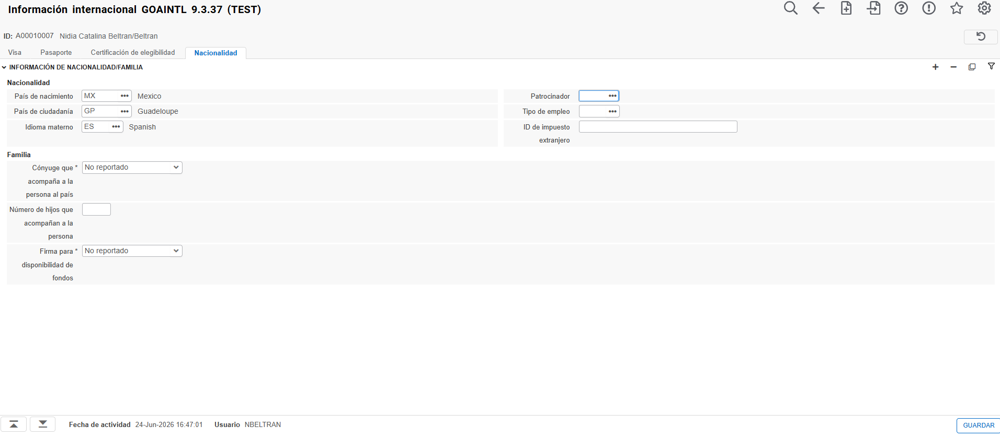 Información internacional GOAINTL 9.3.37 (TEST)
ID: A00010007 Nidia Catalina Beltran/Beltran
Visa Pasaporte Certificación de elegibilidad Nacionalidad
INFORMACIÓN DE NACIONALIDAD/FAMILIA
Nacionalidad
País de nacimiento MX ••• Mexico Patrocinador •••
País de ciudadanía GP ••• Guadeloupe Tipo de empleo •••
Idioma materno ES ••• Spanish ID de impuesto
extranjero
Familia
Cónyuge que * No reportado
acompaña a la
persona al país
Número de hijos que
acompañan a la
persona
Firma para * No reportado
disponibilidad de
fondos
Fecha de actividad 24-Jun-2026 16:47:01 Usuario NBELTRAN GUARDAR